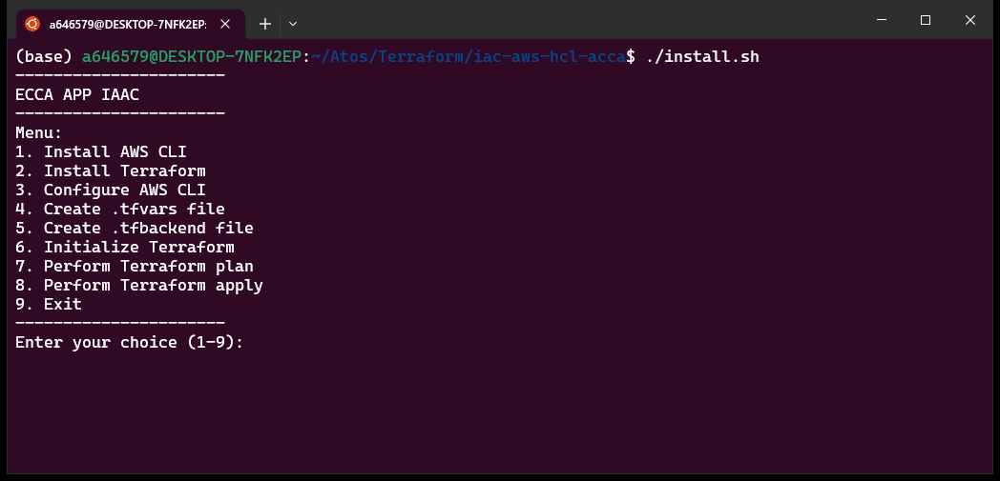 a646579@DESKTOP-7NFK2EP:
(base) a646579@DESKTOP-7NFK2EP:~/Atos/Terraform/iac-aws-hcl-acca$ ./install.sh
----------------------
ECCA APP IAAC
----------------------
Menu:
1. Install AWS CLI
2. Install Terraform
3. Configure AWS CLI
4. Create .tfvars file
5. Create .tfbackend file
6. Initialize Terraform
7. Perform Terraform plan
8. Perform Terraform apply
9. Exit
----------------------
Enter your choice (1-9):